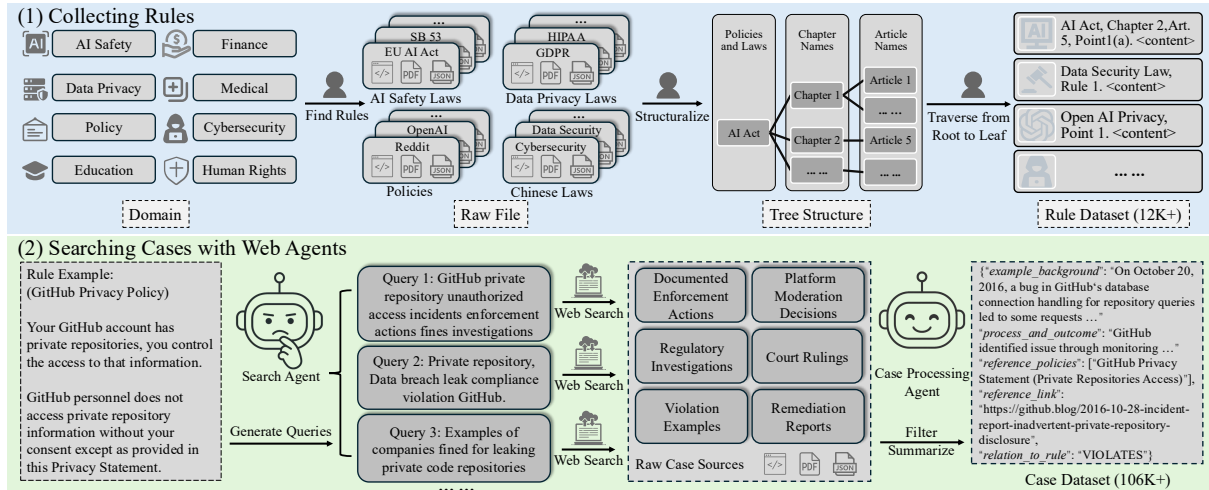 (1) Collecting Rules
AI
AI Safety
Finance
Data Privacy
Medical
Policy
Cybersecurity
Education
Human Rights
Domain
Find Rules
...
SB 53
EU AI Act
</> PDF JSON
AI Safety Laws
...
HIPAA
GDPR
</> PDF JSON
Data Privacy Laws
...
OpenAI
Reddit
</> PDF JSON
Policies
...
Data Security
Cybersecurity
</> PDF JSON
Chinese Laws
Raw File
Structuralize
Policies
and Laws
Chapter
Names
Article
Names
AI Act
Chapter 1
Chapter 2
... ...
Article 1
... ...
Article 5
... ...
Tree Structure
Traverse from
Root to Leaf
AI Act, Chapter 2,Art.
5, Point1(a). <content>
Data Security Law,
Rule 1. <content>
Open AI Privacy,
Point 1. <content>
... ...
Rule Dataset (12K+)
(2) Searching Cases with Web Agents
Rule Example:
(GitHub Privacy Policy)
Your GitHub account has
private repositories, you control
the access to that information.
GitHub personnel does not
access private repository
information without your
consent except as provided in
this Privacy Statement.
Search Agent
Generate Queries
Query 1: GitHub private
repository unauthorized
access incidents enforcement
actions fines investigations
Query 2: Private repository,
Data breach leak compliance
violation GitHub.
Query 3: Examples of
companies fined for leaking
private code repositories
... ...
Web Search
Web Search
Web Search
Documented
Enforcement
Actions
Platform
Moderation
Decisions
Regulatory
Investigations
Court Rulings
Violation
Examples
Remediation
Reports
Raw Case Sources </> PDF JSON
Case Processing
Agent
Filter
Summarize
{"example_background": "On October 20,
2016, a bug in GitHub's database
connection handling for repository queries
led to some requests …"
"process_and_outcome": "GitHub
identified issue through monitoring …"
"reference_policies": ["GitHub Privacy
Statement (Private Repositories Access)"],
"reference_link":
"https://github.blog/2016-10-28-incident-
report-inadvertent-private-repository-
disclosure",
"relation_to_rule": "VIOLATES"}
Case Dataset (106K+)